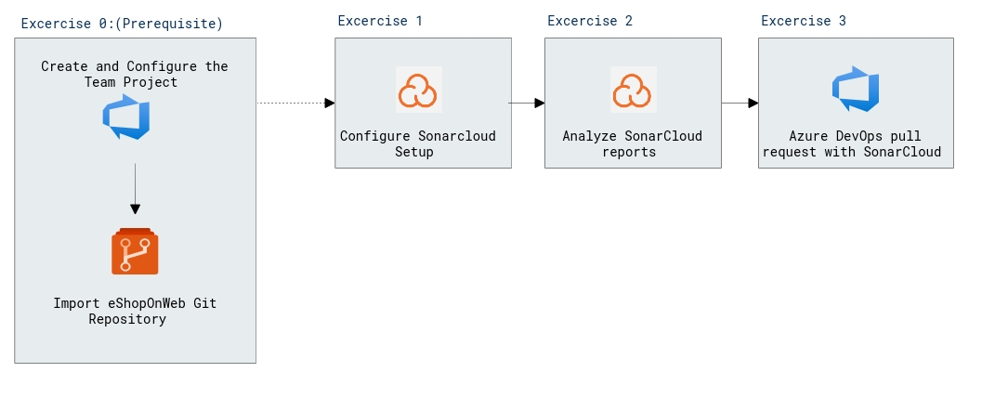 Excercise 0:(Prerequisite)
Create and Configure the
Team Project
Import eShopOnWeb Git
Repository
Excercise 1
Configure Sonarcloud
Setup
Excercise 2
Analyze SonarCloud
reports
Excercise 3
Azure DevOps pull
request with SonarCloud